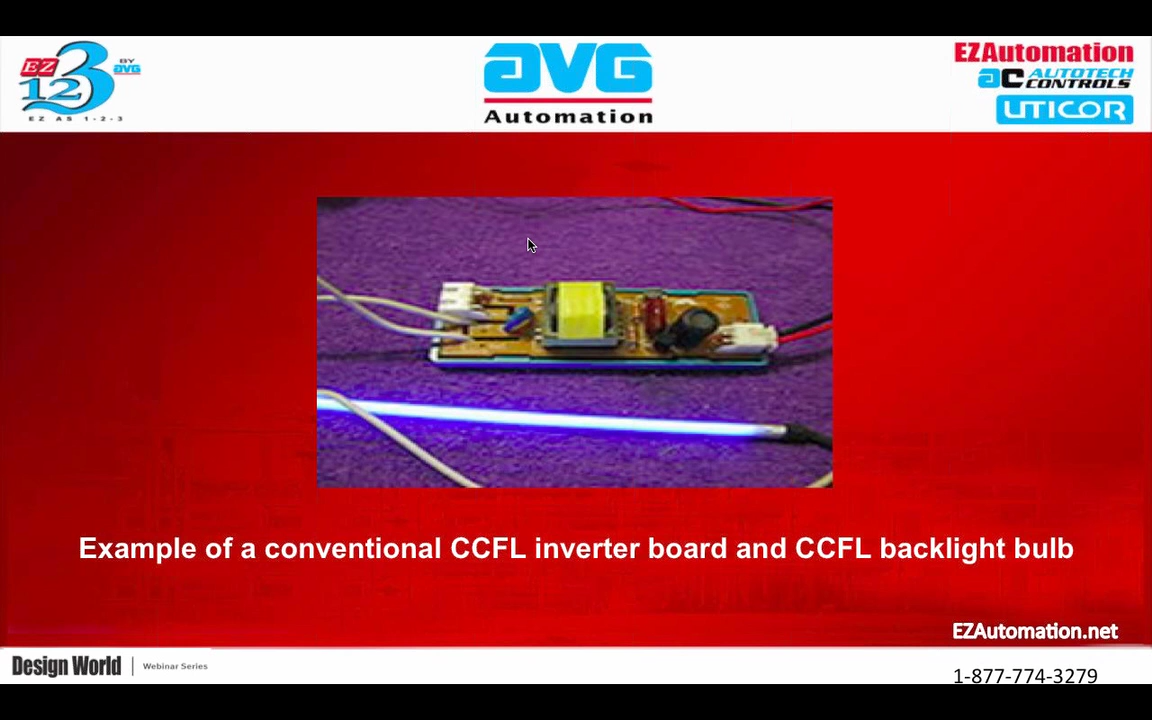 EZ
123
BY
AVG
EZ AS 1-2-3
AVG
Automation
EZAutomation
AC AUTOTECH
CONTROLS
UTICOR
Example of a conventional CCFL inverter board and CCFL backlight bulb
EZAutomation.net
Design World | Webinar Series
1-877-774-3279